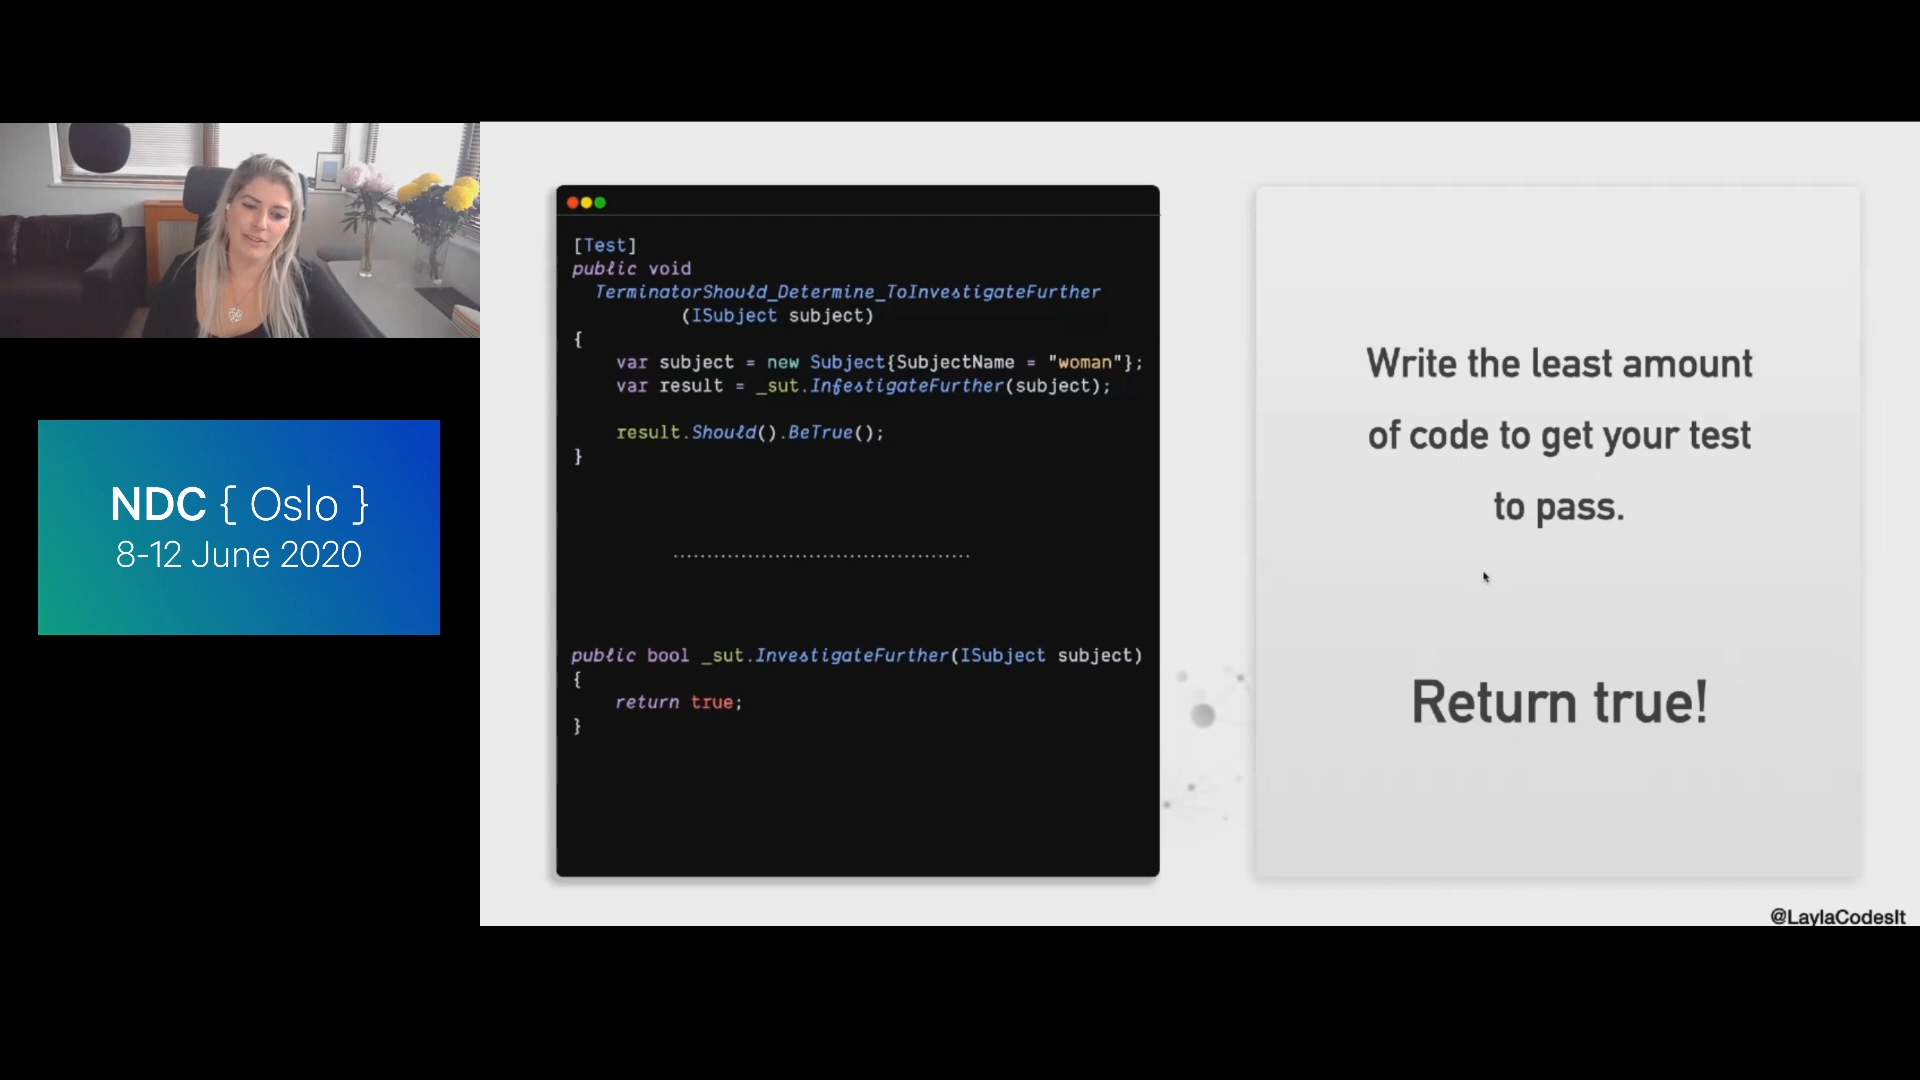 NDC { Oslo }
8-12 June 2020
[Test]
public void
TerminatorShould_Determine_ToInvestigateFurther
(ISubject subject)
{
var subject = new Subject{SubjectName = "woman"};
var result = _sut.InfestigateFurther(subject);
result.Should().BeTrue();
}
..........................................
public bool _sut.InvestigateFurther(ISubject subject)
{
return true;
}
Write the least amount
of code to get your test
to pass.
Return true!
@LaylaCodesIt